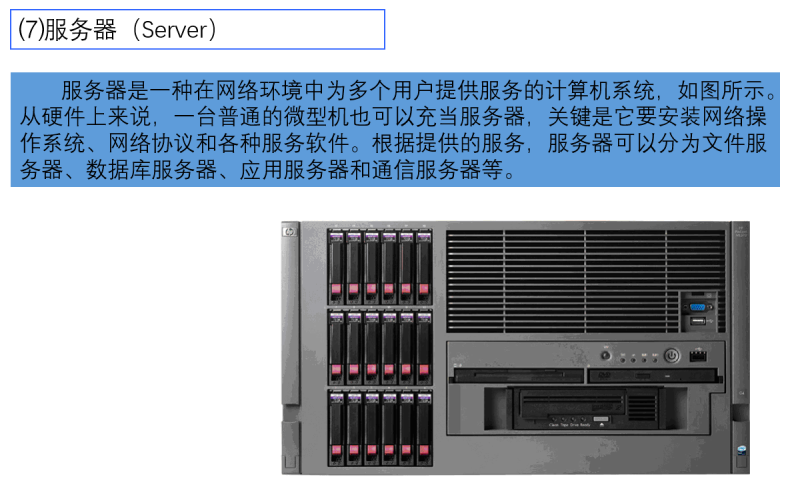 (7)服务器（Server）
服务器是一种在网络环境中为多个用户提供服务的计算机系统，如图所示。
从硬件上来说，一台普通的微型机也可以充当服务器，关键是它要安装网络操
作系统、网络协议和各种服务软件。根据提供的服务，服务器可以分为文件服
务器、数据库服务器、应用服务器和通信服务器等。
hp
Clean Tape Drive Ready